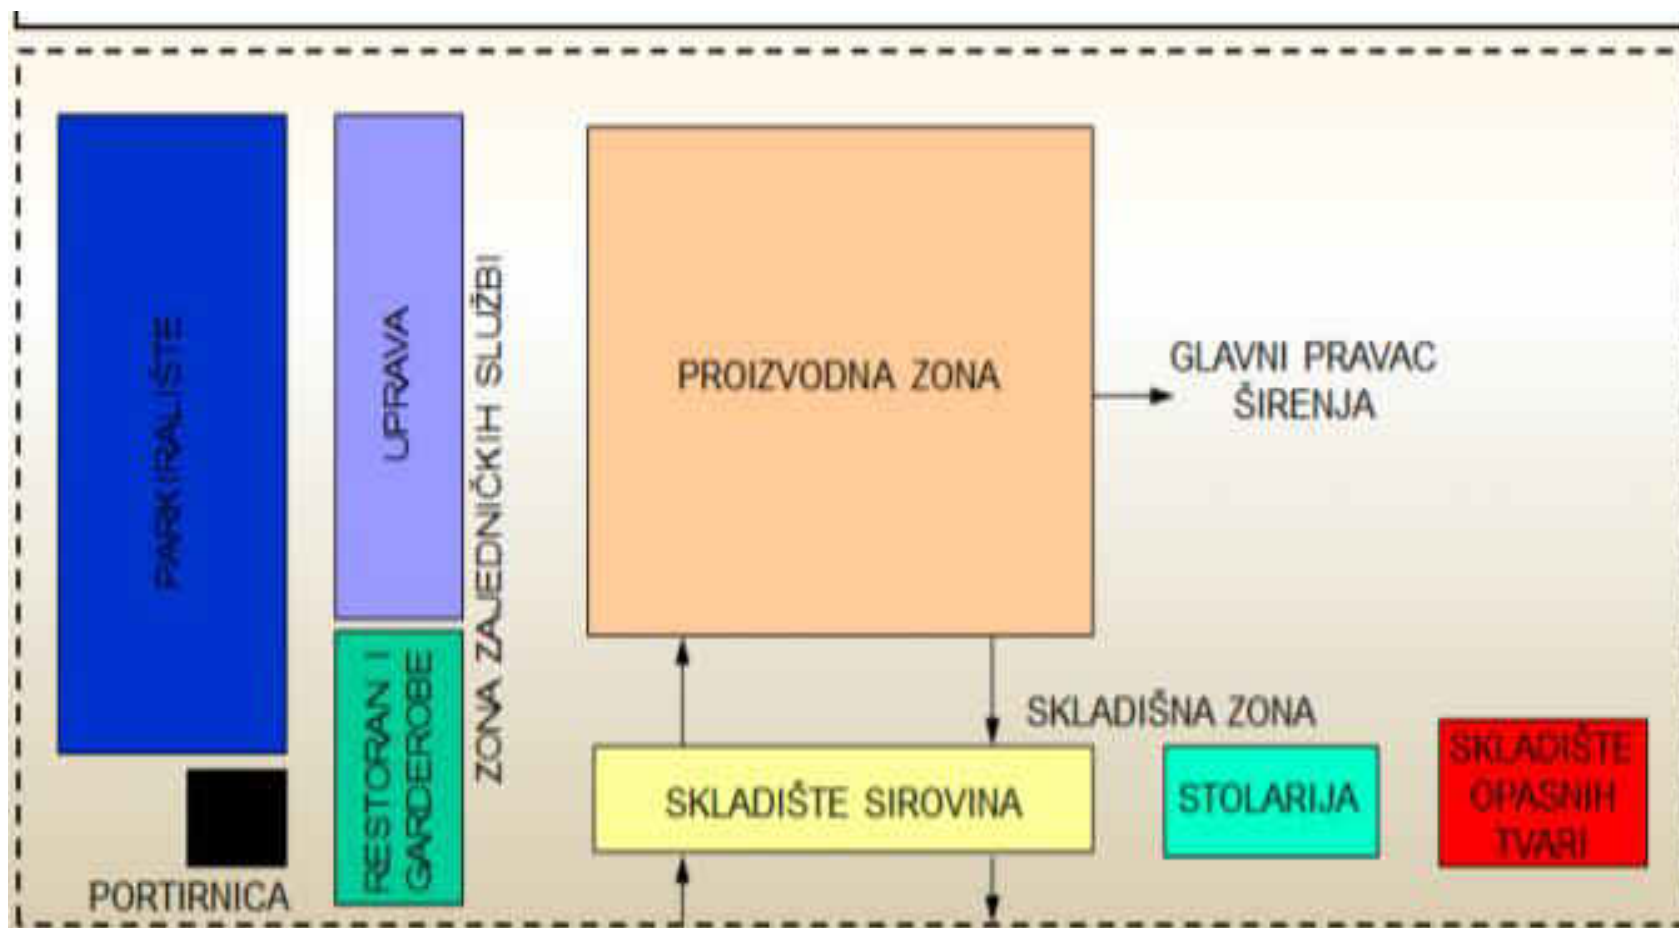 PARKIRALIŠTE
UPRAVA
ZONA ZAJEDNIČKIH SLUŽBI
PROIZVODNA ZONA
GLAVNI PRAVAC
ŠIRENJA
RESTORAN I
GARDEROBE
SKLADIŠNA ZONA
SKLADIŠTE SIROVINA
STOLARIJA
SKLADIŠTE
OPASNIH
TVARI
PORTIRNICA